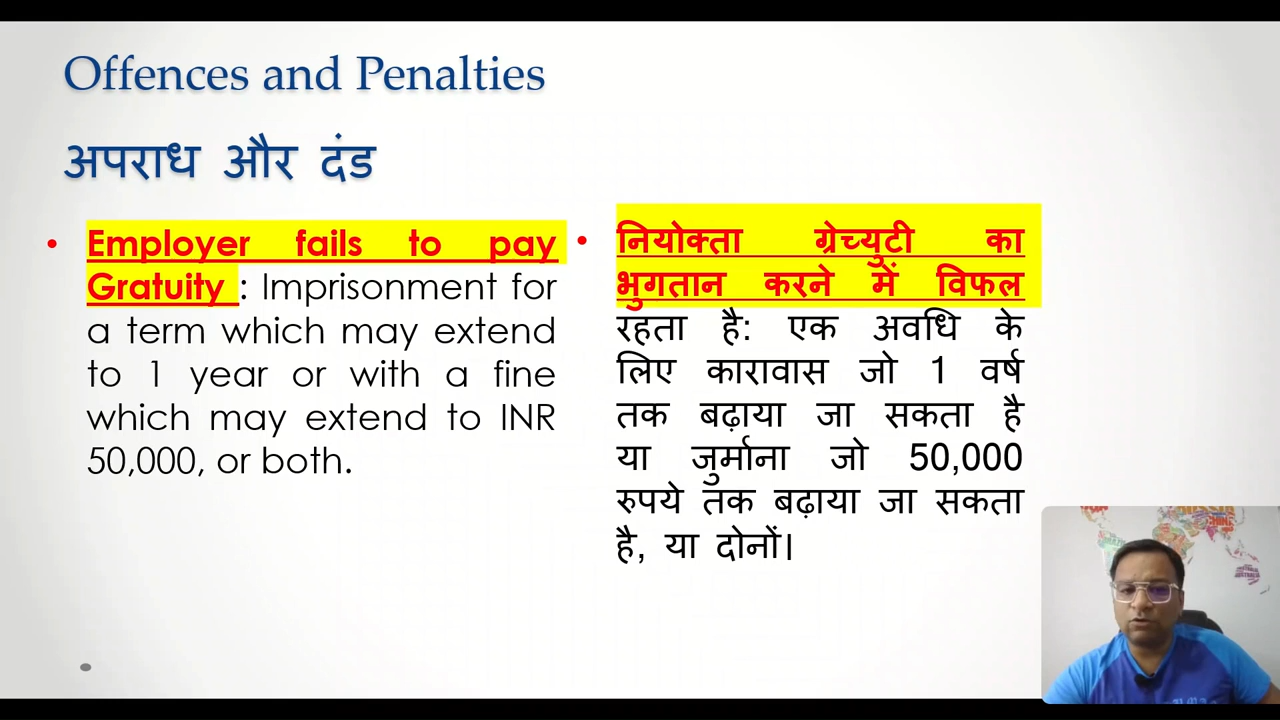 Offences and Penalties
अपराध और दंड
• Employer fails to pay
Gratuity : Imprisonment for
a term which may extend
to 1 year or with a fine
which may extend to INR
50,000, or both.
• नियोक्ता ग्रेच्युटी का
भुगतान करने में विफल
रहता है: एक अवधि के
लिए कारावास जो 1 वर्ष
तक बढ़ाया जा सकता है
या जुर्माना जो 50,000
रुपये तक बढ़ाया जा सकता
है, या दोनों।
AUSTRALIA